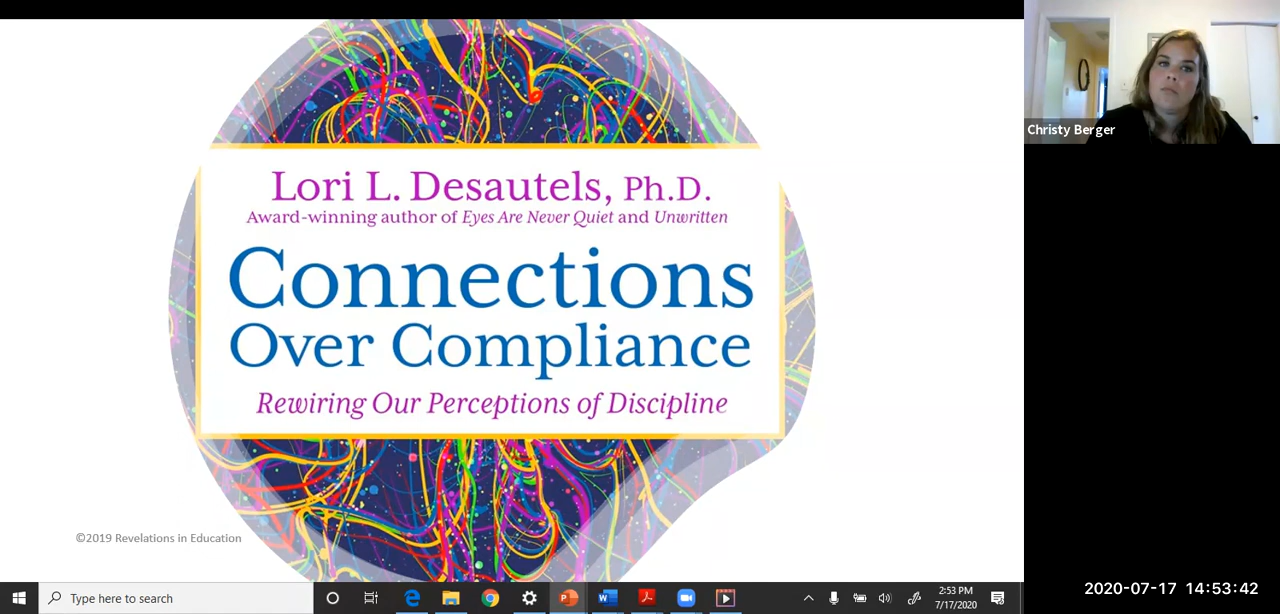 Lori L. Desautels, Ph.D.
Award-winning author of Eyes Are Never Quiet and Unwritten
Connections
Over Compliance
Rewiring Our Perceptions of Discipline
©2019 Revelations in Education
Christy Berger
Type here to search
2:53 PM
7/17/2020
2020-07-17 14:53:42